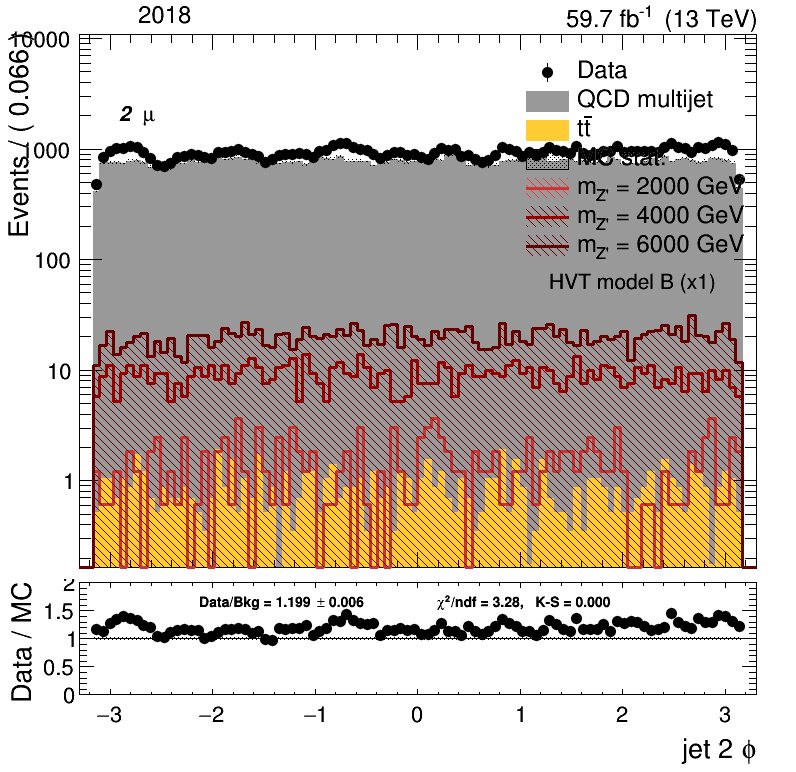 2018
59.7 fb⁻¹ (13 TeV)
Events / ( 0.066 )
10000
1000
100
10
1
2 μ
Data
QCD multijet
tt̄
MC stat.
m_Z' = 2000 GeV
m_Z' = 4000 GeV
m_Z' = 6000 GeV
HVT model B (x1)
Data / MC
2
1.5
1
0.5
0
Data/Bkg = 1.199 ± 0.006
χ²/ndf = 3.28, K-S = 0.000
−3 −2 −1 0 1 2 3
jet 2 ϕ